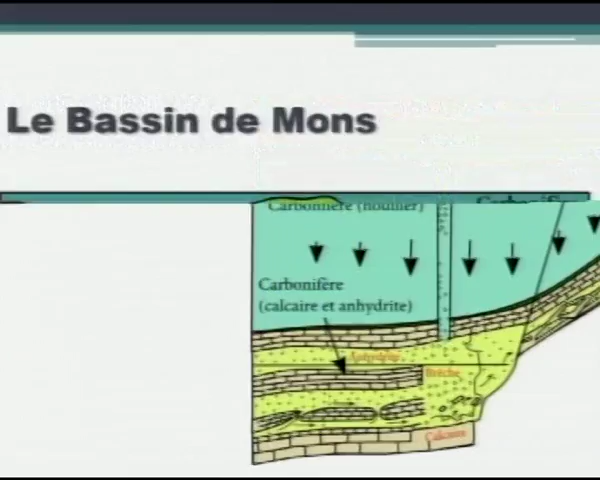 Le Bassin de Mons
Carbonifère (houiller)
Carbonifère
(calcaire et anhydrite)
Anhydrite
Brèche
Calcaire